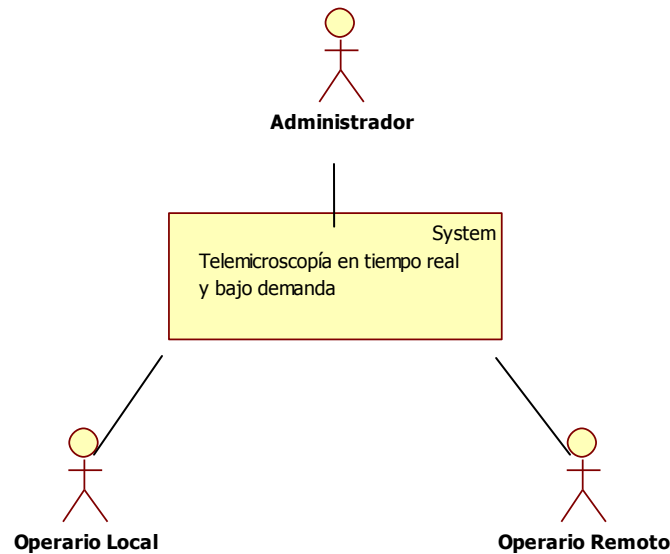 Administrador
System
Telemicroscopía en tiempo real
y bajo demanda
Operario Local
Operario Remoto